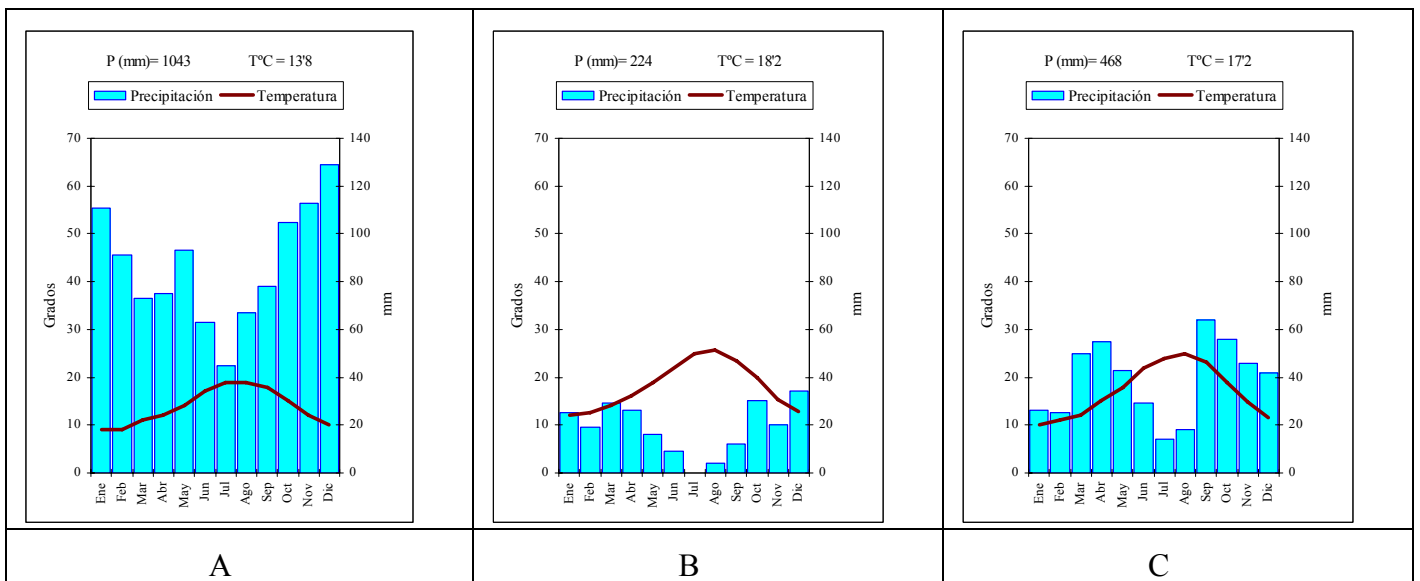 P (mm)= 1043 TºC = 13'8
Precipitación Temperatura
70 140
60 120
50 100
40 80
30 60
20 40
10 20
0 0
Grados
mm
Ene Feb Mar Abr May Jun Jul Ago Sep Oct Nov Dic
A
P (mm)= 224 TºC = 18'2
Precipitación Temperatura
70 140
60 120
50 100
40 80
30 60
20 40
10 20
0 0
Grados
mm
Ene Feb Mar Abr May Jun Jul Ago Sep Oct Nov Dic
B
P (mm)= 468 TºC = 17'2
Precipitación Temperatura
70 140
60 120
50 100
40 80
30 60
20 40
10 20
0 0
Grados
mm
Ene Feb Mar Abr May Jun Jul Ago Sep Oct Nov Dic
C